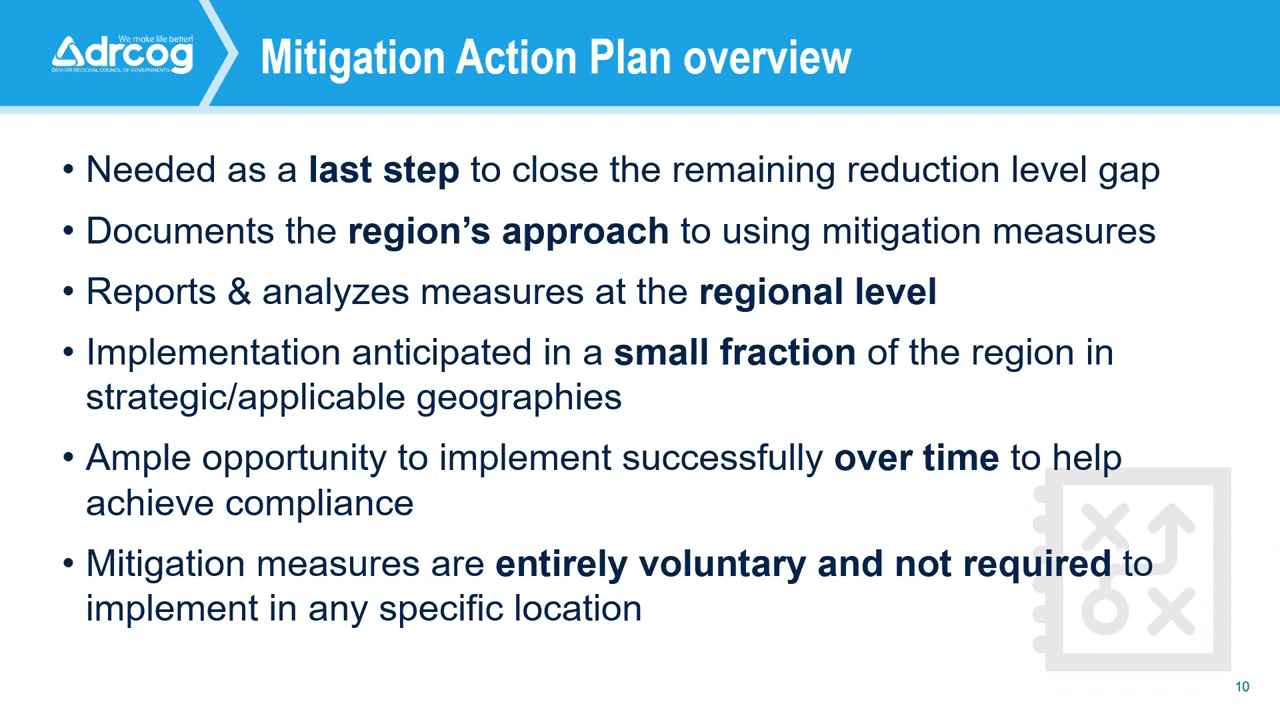 We make life better!
drcog
DENVER REGIONAL COUNCIL OF GOVERNMENTS
Mitigation Action Plan overview
• Needed as a last step to close the remaining reduction level gap
• Documents the region’s approach to using mitigation measures
• Reports & analyzes measures at the regional level
• Implementation anticipated in a small fraction of the region in
strategic/applicable geographies
• Ample opportunity to implement successfully over time to help
achieve compliance
• Mitigation measures are entirely voluntary and not required to
implement in any specific location
10